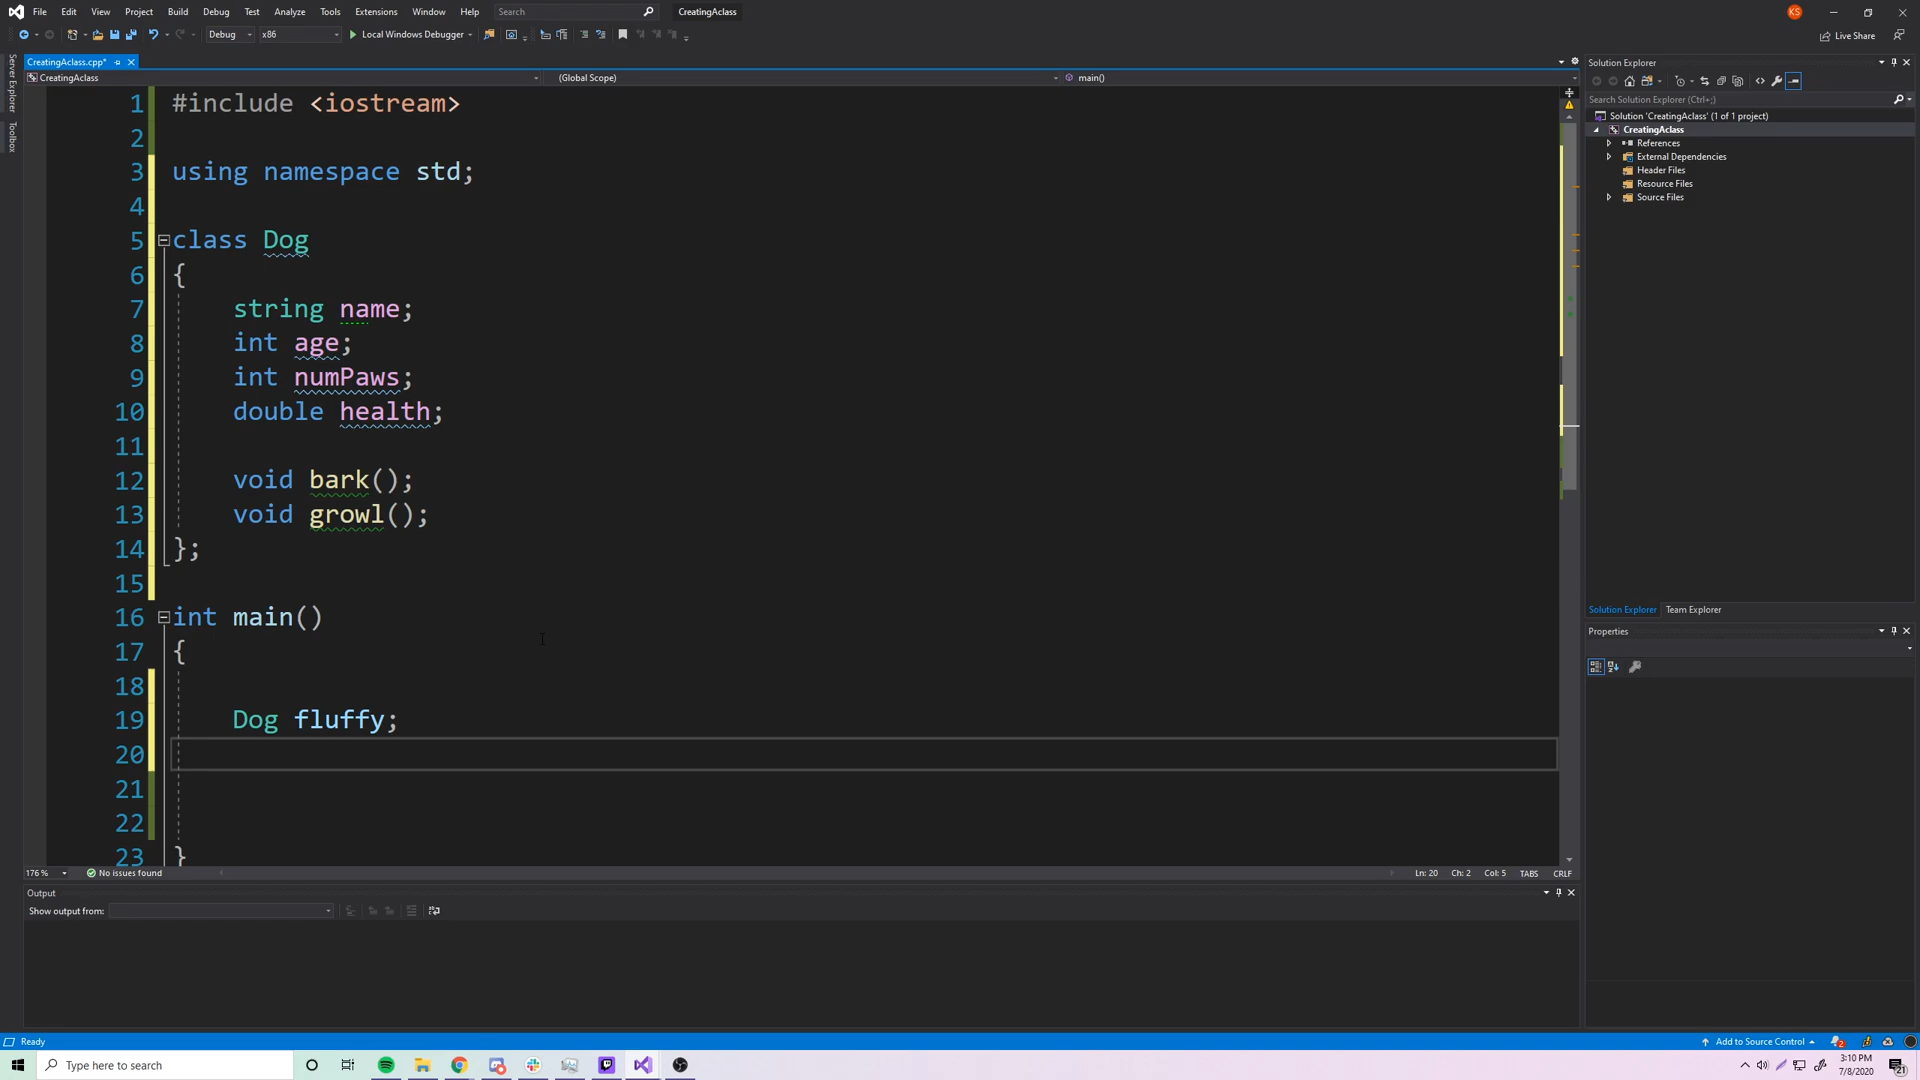 File Edit View Project Build Debug Test Analyze Tools Extensions Window Help Search CreatingAclass KS
Debug x86 Local Windows Debugger Live Share
Server Explorer
Toolbox
CreatingAclass.cpp*
CreatingAclass (Global Scope) main()
1 #include <iostream>
2
3 using namespace std;
4
5 class Dog
6 {
7 string name;
8 int age;
9 int numPaws;
10 double health;
11
12 void bark();
13 void growl();
14 };
15
16 int main()
17 {
18
19 Dog fluffy;
20
21
22
23 }
176 % No issues found Ln: 20 Ch: 2 Col: 5 TABS CRLF
Output
Show output from:
Solution Explorer
Search Solution Explorer (Ctrl+;)
Solution 'CreatingAclass' (1 of 1 project)
CreatingAclass
References
External Dependencies
Header Files
Resource Files
Source Files
Solution Explorer Team Explorer
Properties
Ready Add to Source Control 2
Type here to search
3:10 PM
7/8/2020
21